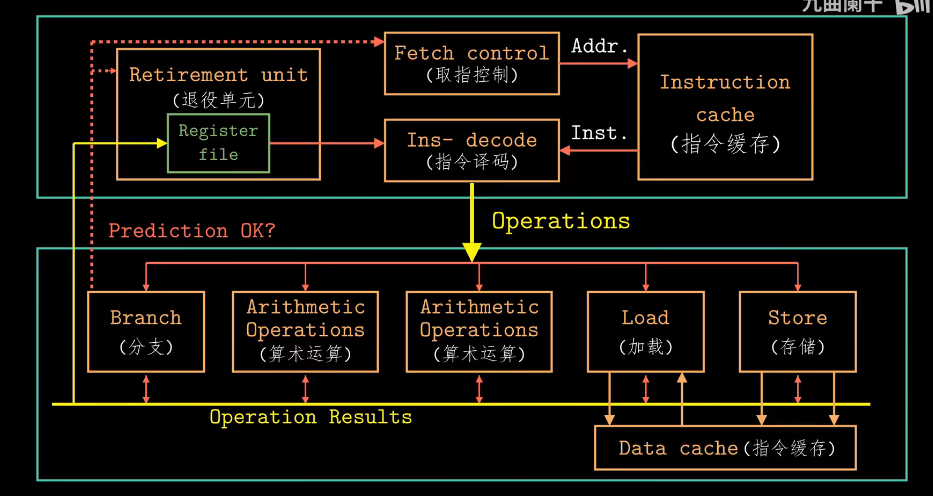 九曲阑干
Fetch control
(取指控制)
Addr.
Retirement unit
(退役单元)
Register
file
Instruction
cache
(指令缓存)
Ins- decode
(指令译码)
Inst.
Operations
Prediction OK?
Branch
(分支)
Arithmetic
Operations
(算术运算)
Arithmetic
Operations
(算术运算)
Load
(加载)
Store
(存储)
Operation Results
Data cache(指令缓存)